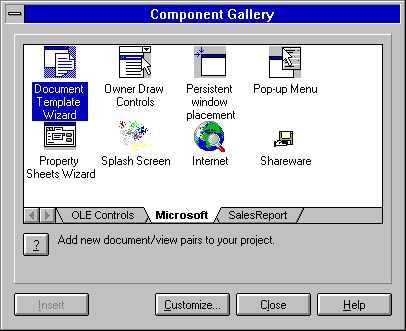 Component Gallery
Document Template Wizard
Owner Draw Controls
Persistent window placement
Pop-up Menu
Property Sheets Wizard
Splash Screen
Internet
Shareware
OLE Controls
Microsoft
SalesReport
?
Add new document/view pairs to your project.
Insert
Customize...
Close
Help